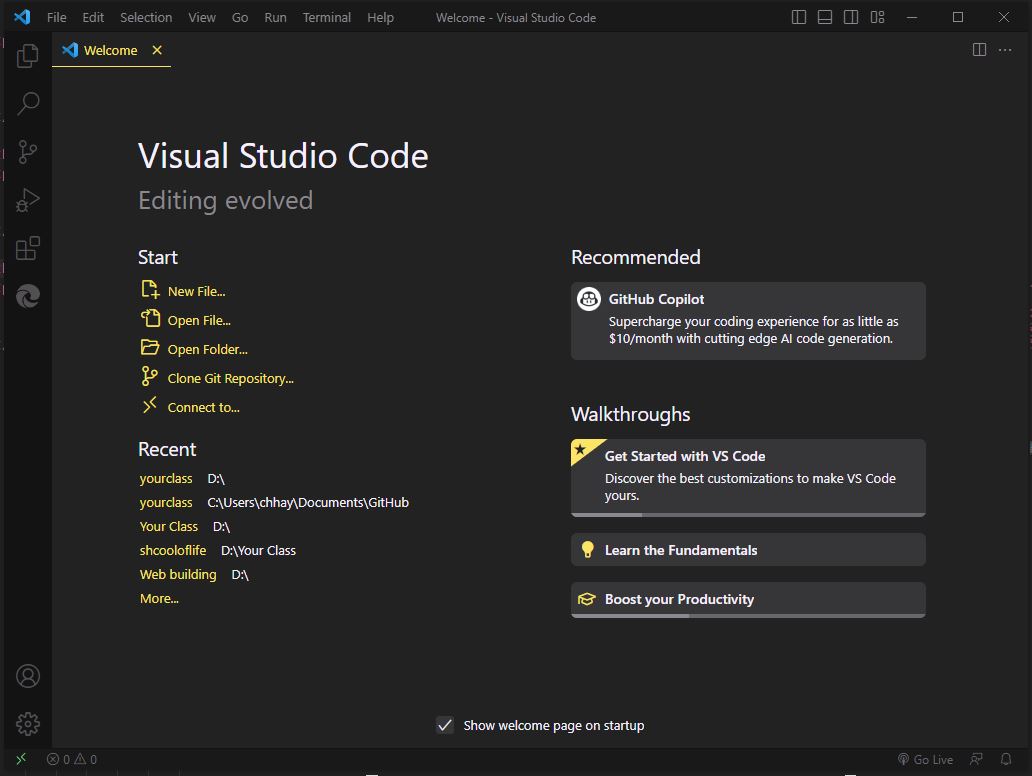 File Edit Selection View Go Run Terminal Help Welcome - Visual Studio Code
Welcome
Visual Studio Code
Editing evolved
Start
New File...
Open File...
Open Folder...
Clone Git Repository...
Connect to...
Recent
yourclass D:\
yourclass C:\Users\chhay\Documents\GitHub
Your Class D:\
shcooloflife D:\Your Class
Web building D:\
More...
Recommended
GitHub Copilot
Supercharge your coding experience for as little as
$10/month with cutting edge AI code generation.
Walkthroughs
Get Started with VS Code
Discover the best customizations to make VS Code
yours.
Learn the Fundamentals
Boost your Productivity
Show welcome page on startup
0 0 Go Live